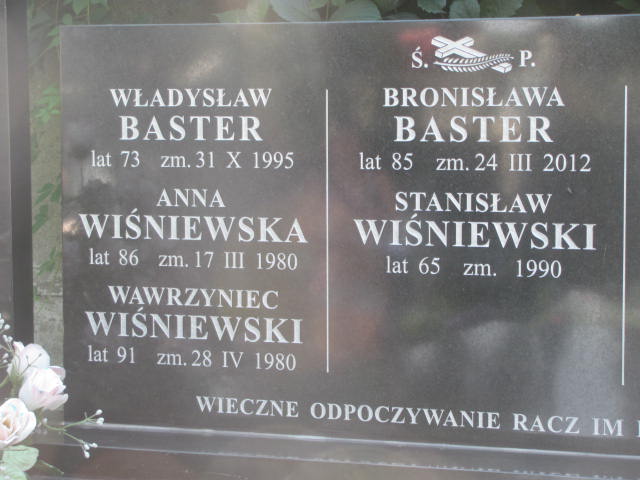 Ś. P.
WŁADYSŁAW
BASTER
lat 73 zm. 31 X 1995
ANNA
WIŚNIEWSKA
lat 86 zm. 17 III 1980
WAWRZYNIEC
WIŚNIEWSKI
lat 91 zm. 28 IV 1980
BRONISŁAWA
BASTER
lat 85 zm. 24 III 2012
STANISŁAW
WIŚNIEWSKI
lat 65 zm. 1990
WIECZNE ODPOCZYWANIE RACZ IM